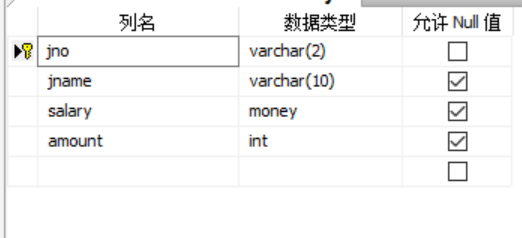 列名 数据类型 允许 Null 值
jno varchar(2)
jname varchar(10)
salary money
amount int